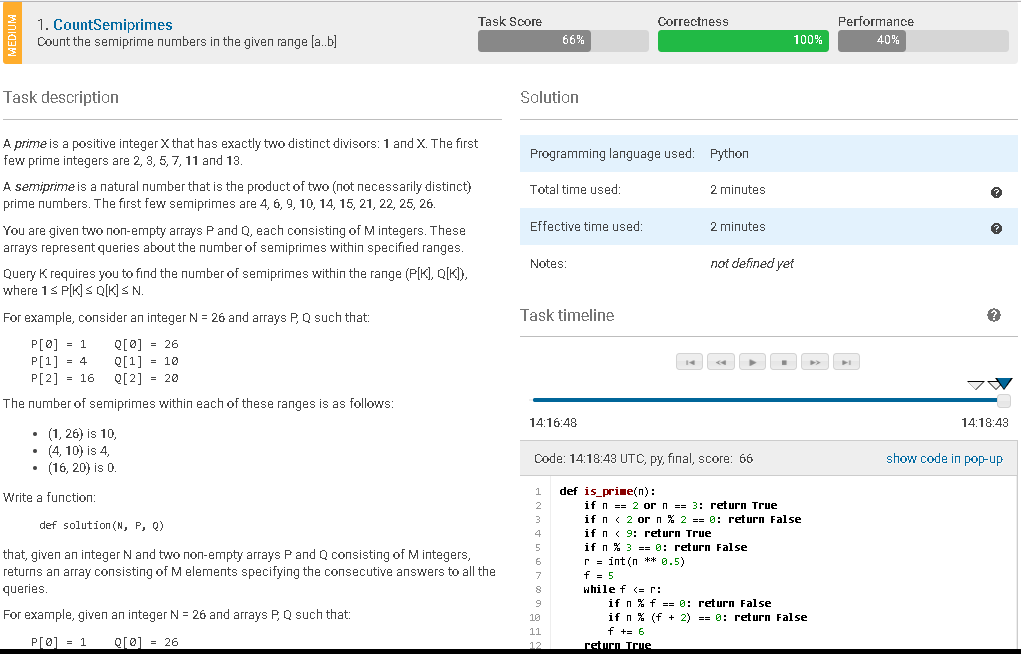 MEDIUM
1. CountSemiprimes
Count the semiprime numbers in the given range [a..b]
Task Score
66%
Correctness
100%
Performance
40%
Task description
A prime is a positive integer X that has exactly two distinct divisors: 1 and X. The first
few prime integers are 2, 3, 5, 7, 11 and 13.
A semiprime is a natural number that is the product of two (not necessarily distinct)
prime numbers. The first few semiprimes are 4, 6, 9, 10, 14, 15, 21, 22, 25, 26.
You are given two non-empty arrays P and Q, each consisting of M integers. These
arrays represent queries about the number of semiprimes within specified ranges.
Query K requires you to find the number of semiprimes within the range (P[K], Q[K]),
where 1 ≤ P[K] ≤ Q[K] ≤ N.
For example, consider an integer N = 26 and arrays P, Q such that:
P[0] = 1 Q[0] = 26
P[1] = 4 Q[1] = 10
P[2] = 16 Q[2] = 20
The number of semiprimes within each of these ranges is as follows:
• (1, 26) is 10,
• (4, 10) is 4,
• (16, 20) is 0.
Write a function:
def solution(N, P, Q)
that, given an integer N and two non-empty arrays P and Q consisting of M integers,
returns an array consisting of M elements specifying the consecutive answers to all the
queries.
For example, given an integer N = 26 and arrays P, Q such that:
P[0] = 1 Q[0] = 26
Solution
Programming language used: Python
Total time used: 2 minutes ?
Effective time used: 2 minutes ?
Notes: not defined yet
Task timeline ?
14:16:48
14:18:43
Code: 14:18:43 UTC, py, final, score: 66
show code in pop-up
1 def is_prime(n):
2 if n == 2 or n == 3: return True
3 if n < 2 or n % 2 == 0: return False
4 if n < 9: return True
5 if n % 3 == 0: return False
6 r = int(n ** 0.5)
7 f = 5
8 while f <= r:
9 if n % f == 0: return False
10 if n % (f + 2) == 0: return False
11 f += 6
12 return True